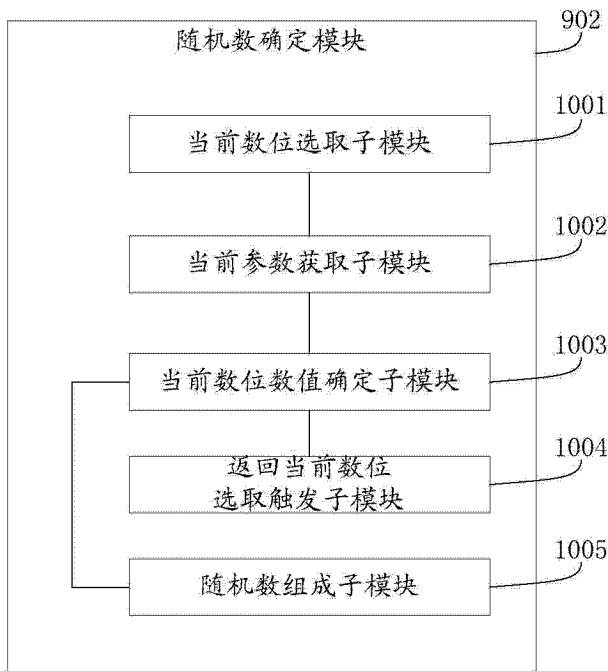 902
随机数确定模块
1001
当前数位选取子模块
1002
当前参数获取子模块
1003
当前数位数值确定子模块
1004
返回当前数位
选取触发子模块
1005
随机数组成子模块